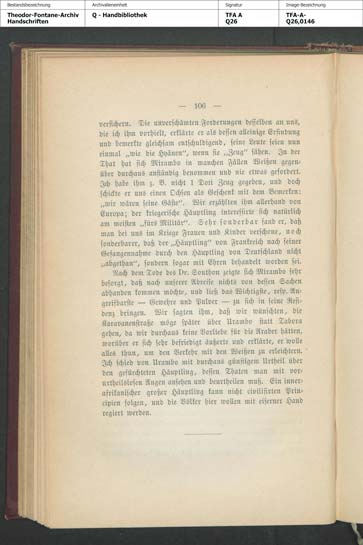 Bestandsbezeichnung
Theodor-Fontane-Archiv
Handschriften
Archivalieneinheit
Q - Handbibliothek
Signatur
TFA A
Q26
Image-Bezeichnung
TFA-A-
Q26,0146
— 106 —
versichern. Die unverschämten Forderungen desselben an uns,
die ich ihm vorhielt, erklärte er als dessen alleinige Erfindung
und bemerkte gleichsam entschuldigend, seine Leute seien nun
einmal „wie die Hyänen“, wenn sie „Zeug“ sähen. In der
That hat sich Mirambo in manchen Fällen Weißen gegen-
über durchaus anständig benommen und nie etwas gefordert.
Ich habe ihm z. B. nicht 1 Doti Zeug gegeben, und doch
schickte er uns einen Ochsen als Geschenk mit dem Bemerken:
„wir wären seine Gäste“. Wir erzählten ihm allerhand von
Europa; der kriegerische Häuptling interessirte sich natürlich
am meisten „fürs Militär“. Sehr sonderbar fand er, daß
man bei uns im Kriege Frauen und Kinder verschone, noch
sonderbarer, daß der „Häuptling“ von Frankreich nach seiner
Gefangennahme durch den Häuptling von Deutschland nicht
„abgethan“, sondern sogar mit Ehren behandelt worden sei.
Nach dem Tode des Dr. Southon zeigte sich Mirambo sehr
besorgt, daß nach unserer Abreise nichts von dessen Sachen
abhanden kommen möchte, und ließ das Wichtigste, resp. An-
greifbarste — Gewehre und Pulver — zu sich in seine Resi-
denz bringen. Wir sagten ihm, daß wir wünschten, die
Karawanenstraße möge später über Urambo statt Tabora
gehen, da wir durchaus keine Vorliebe für die Araber hätten,
worüber er sich sehr befriedigt äußerte und erklärte, er wolle
alles thun, um den Verkehr mit den Weißen zu erleichtern.
Ich schied von Urambo mit durchaus günstigem Urtheil über
den gefürchteten Häuptling, dessen Thaten man mit vor-
urtheilslosen Augen ansehen und beurtheilen muß. Ein inner-
afrikanischer großer Häuptling kann nicht civilisirten Prin-
cipien folgen, und die Völker hier wollen mit eiserner Hand
regiert werden.